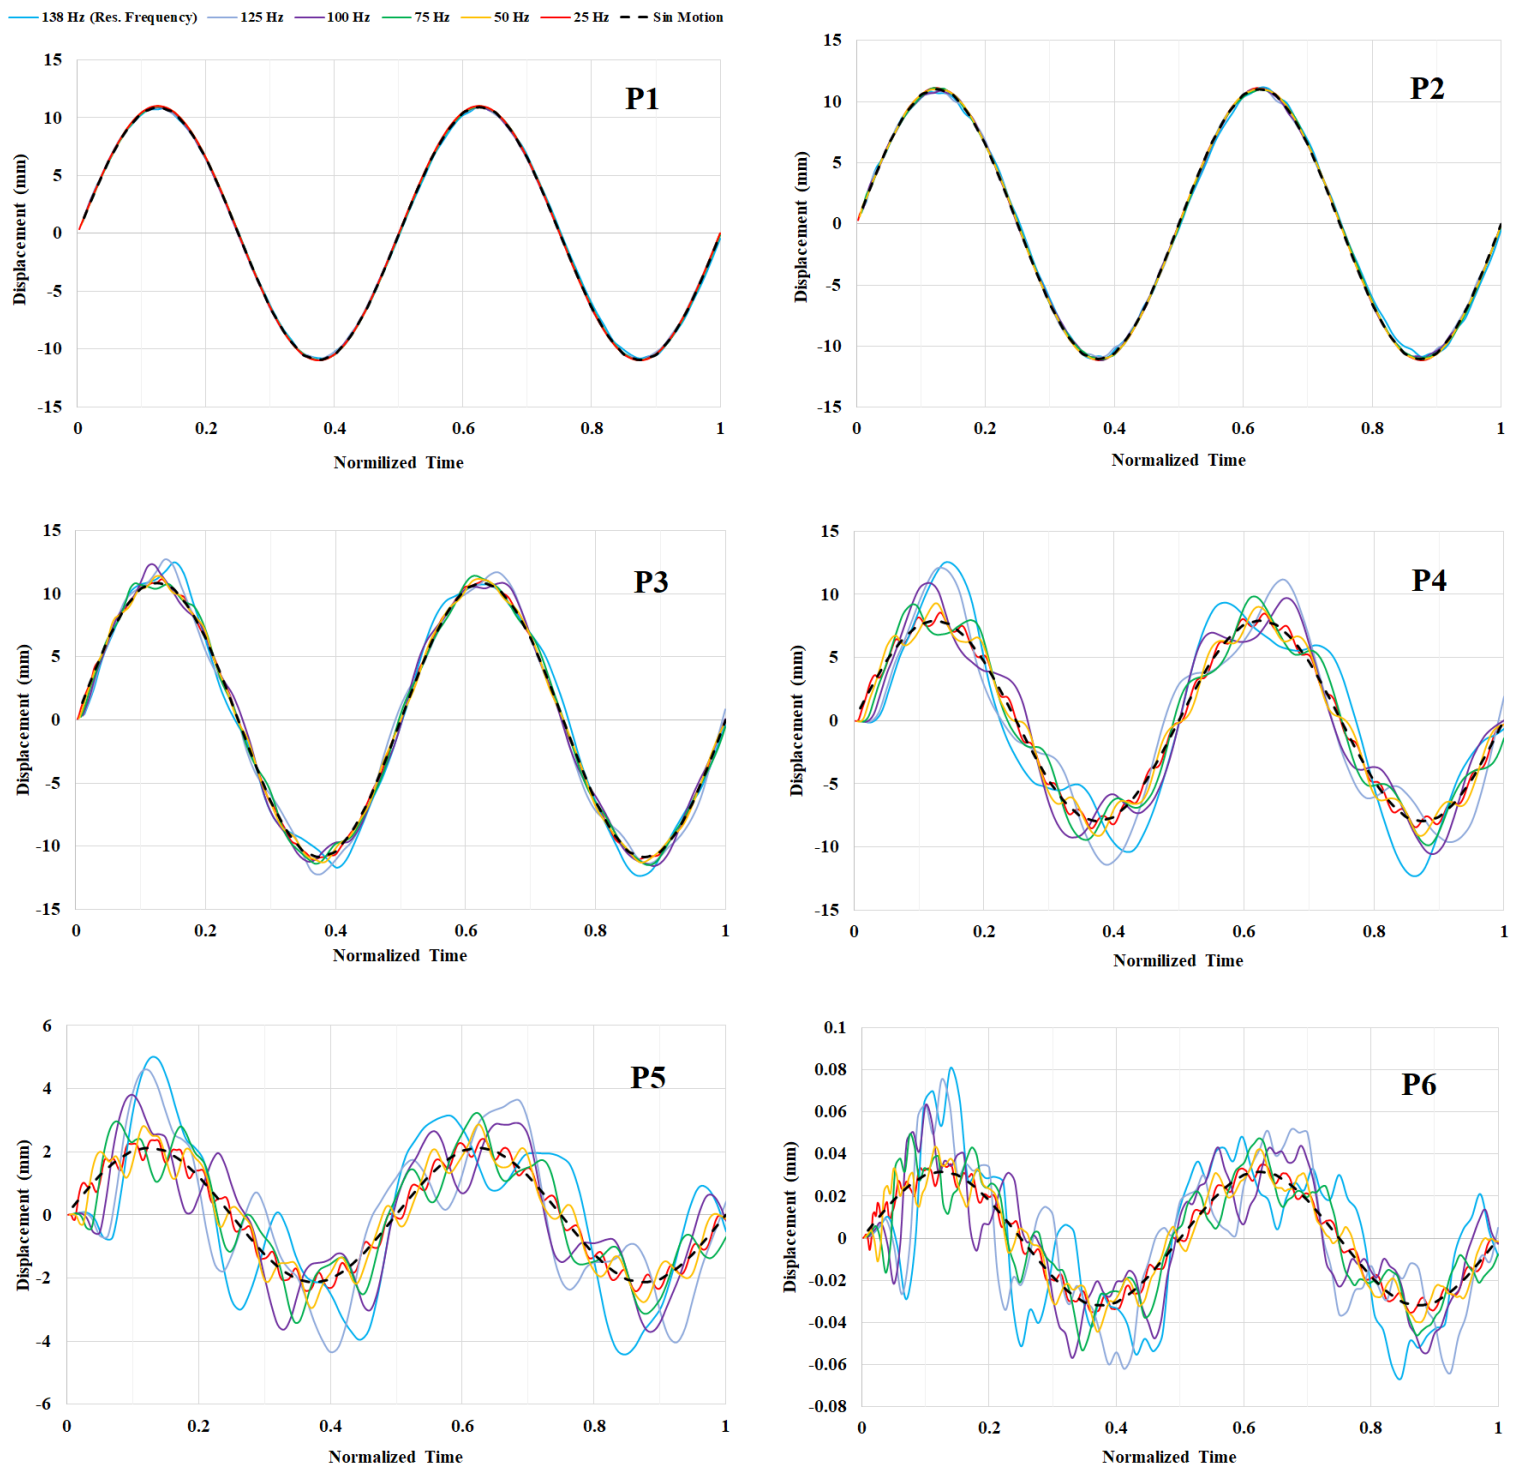 138 Hz (Res. Frequency) 125 Hz 100 Hz 75 Hz 50 Hz 25 Hz Sin Motion
P1
Displacement (mm)
15
10
5
0
-5
-10
-15
0 0.2 0.4 0.6 0.8 1
Normilized Time
P2
Displacement (mm)
15
10
5
0
-5
-10
-15
0 0.2 0.4 0.6 0.8 1
Normalized Time
P3
Displacement (mm)
15
10
5
0
-5
-10
-15
0 0.2 0.4 0.6 0.8 1
Normalized Time
P4
Displacement (mm)
15
10
5
0
-5
-10
-15
0 0.2 0.4 0.6 0.8 1
Normilized Time
P5
Displacement (mm)
6
4
2
0
-2
-4
-6
0 0.2 0.4 0.6 0.8 1
Normalized Time
P6
Displacement (mm)
0.1
0.08
0.06
0.04
0.02
0
-0.02
-0.04
-0.06
-0.08
0 0.2 0.4 0.6 0.8 1
Normalized Time